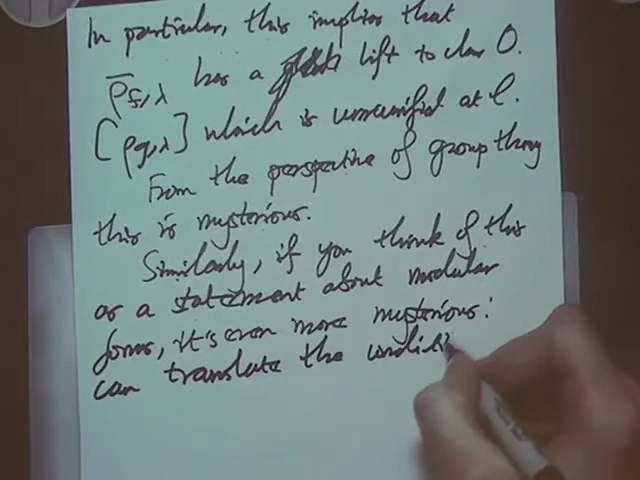 In particular, this implies that
ρ̄_{f,λ} has a lift to char 0.
[ρ_{g,λ}] which is unramified at ℓ.
From the perspective of group theory
this is mysterious.
Similarly, if you think of this
as a statement about modular
forms, it's even more mysterious:
can translate the conditi